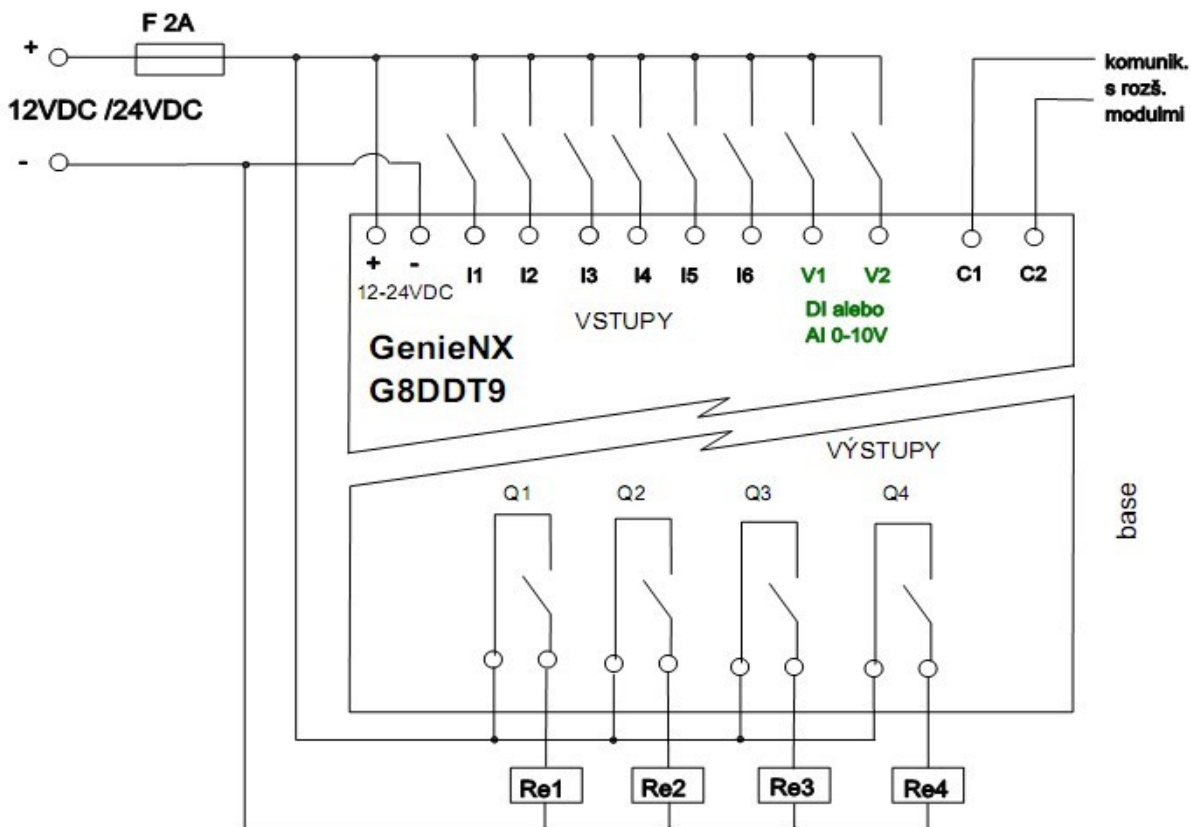 F 2A
+
12VDC /24VDC
-
komunik.
s rozš.
modulmi
+ - I1 I2 I3 I4 I5 I6 V1 V2 C1 C2
12-24VDC
VSTUPY
DI alebo
AI 0-10V
GenieNX
G8DDT9
VÝSTUPY
Q1 Q2 Q3 Q4
base
Re1 Re2 Re3 Re4